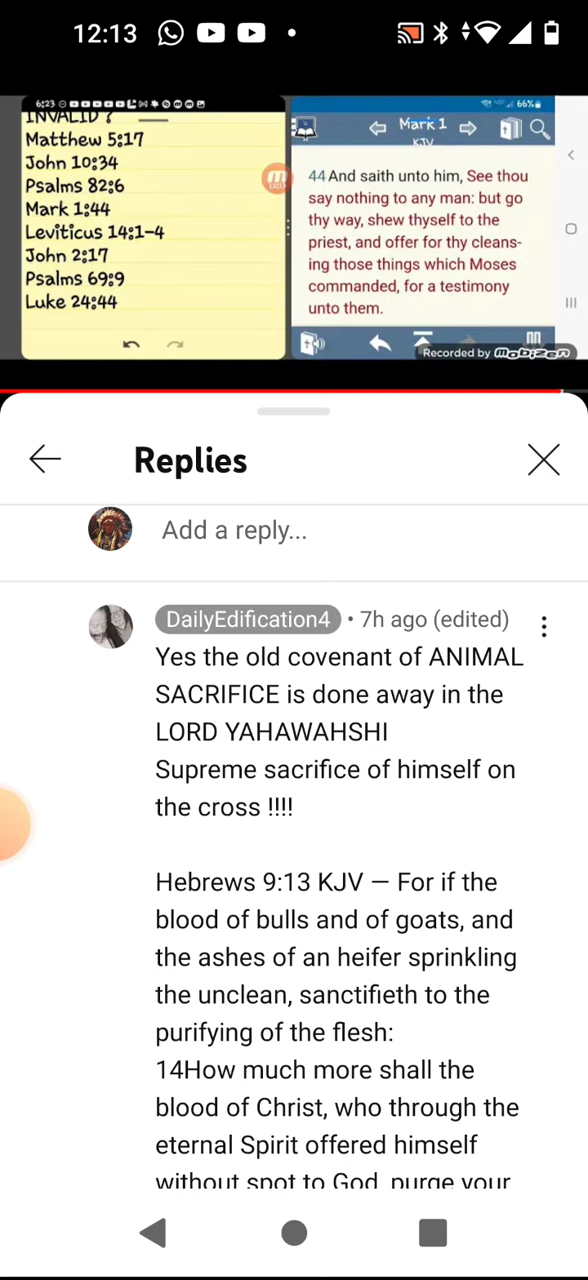 12:13
6:23
66%
INVALID ?
Matthew 5:17
John 10:34
Psalms 82:6
Mark 1:44
Leviticus 14:1-4
John 2:17
Psalms 69:9
Luke 24:44
Mark 1
KJV
44 And saith unto him, See thou
say nothing to any man: but go
thy way, shew thyself to the
priest, and offer for thy cleans-
ing those things which Moses
commanded, for a testimony
unto them.
Recorded by mobizen
Replies
Add a reply...
DailyEdification4 • 7h ago (edited)
Yes the old covenant of ANIMAL
SACRIFICE is done away in the
LORD YAHAWAHSHI
Supreme sacrifice of himself on
the cross !!!!
Hebrews 9:13 KJV — For if the
blood of bulls and of goats, and
the ashes of an heifer sprinkling
the unclean, sanctifieth to the
purifying of the flesh:
14How much more shall the
blood of Christ, who through the
eternal Spirit offered himself
without spot to God, purge your